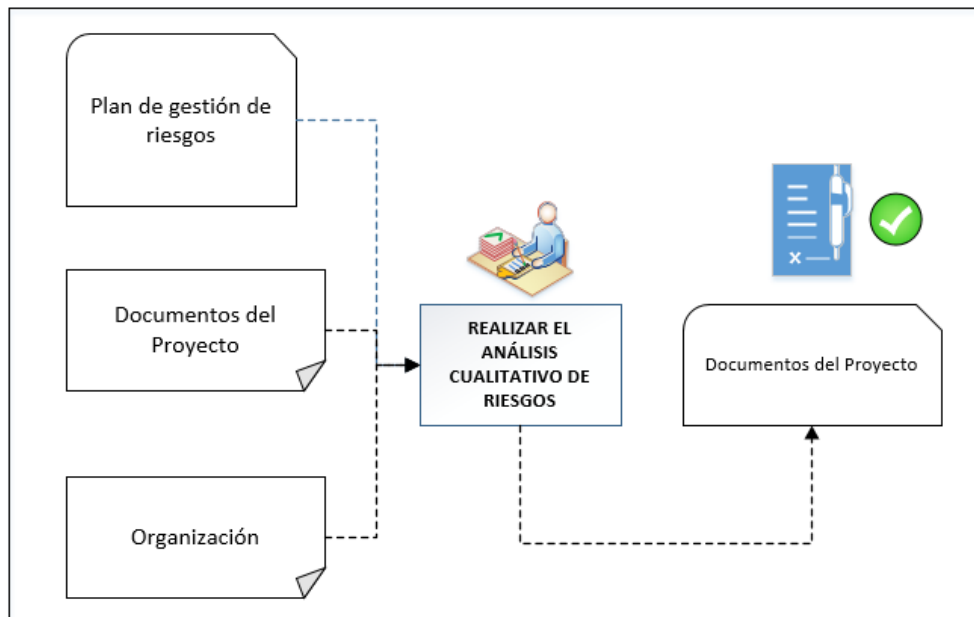 Plan de gestión de
riesgos
Documentos del
Proyecto
Organización
REALIZAR EL
ANÁLISIS
CUALITATIVO DE
RIESGOS
Documentos del Proyecto